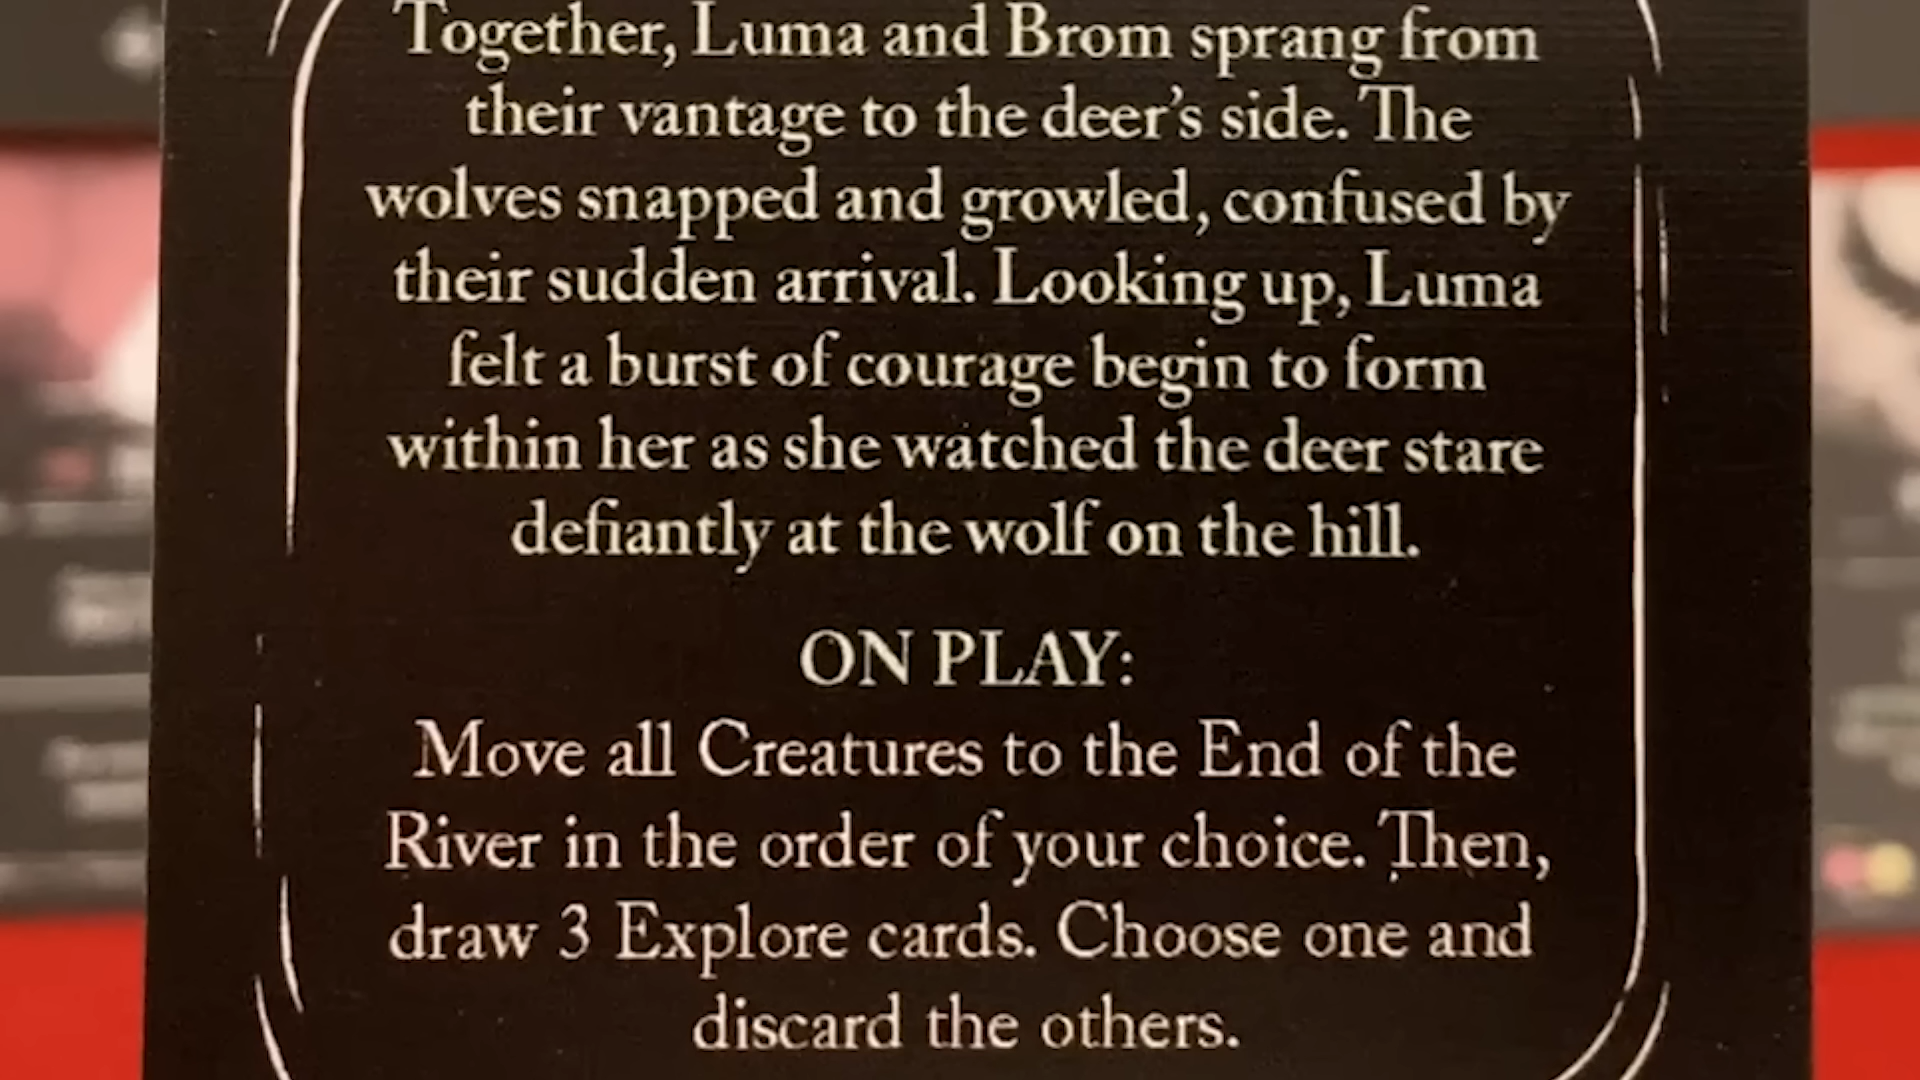 Together, Luma and Brom sprang from
their vantage to the deer’s side. The
wolves snapped and growled, confused by
their sudden arrival. Looking up, Luma
felt a burst of courage begin to form
within her as she watched the deer stare
defiantly at the wolf on the hill.
ON PLAY:
Move all Creatures to the End of the
River in the order of your choice. Then,
draw 3 Explore cards. Choose one and
discard the others.